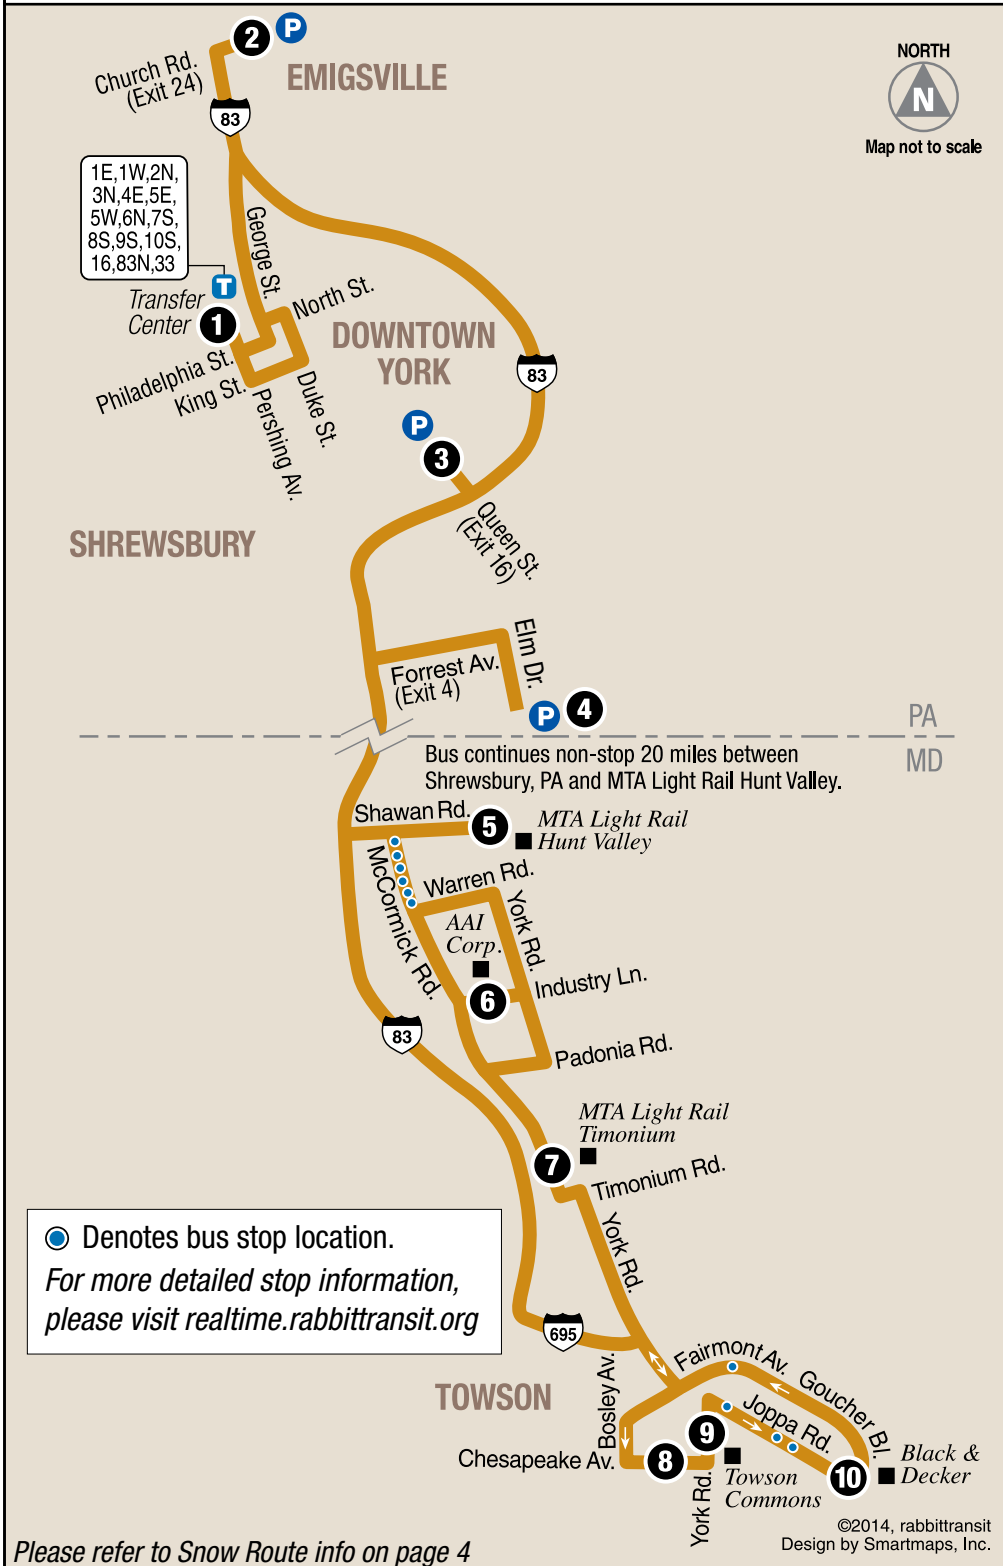 2
P
Church Rd.
(Exit 24)
EMIGSVILLE
83
NORTH
N
Map not to scale
1E,1W,2N,
3N,4E,5E,
5W,6N,7S,
8S,9S,10S,
16,83N,33
George St.
T
Transfer
Center
1
North St.
Philadelphia St.
King St.
Pershing Av.
Duke St.
DOWNTOWN
YORK
83
P
3
Queen St.
(Exit 16)
SHREWSBURY
Forrest Av.
(Exit 4)
Elm Dr.
P
4
PA
MD
Bus continues non-stop 20 miles between
Shrewsbury, PA and MTA Light Rail Hunt Valley.
Shawan Rd.
5
MTA Light Rail
Hunt Valley
McCormick Rd.
Warren Rd.
York Rd.
AAI
Corp.
6
Industry Ln.
83
Padonia Rd.
MTA Light Rail
Timonium
7
Timonium Rd.
York Rd.
Denotes bus stop location.
For more detailed stop information,
please visit realtime.rabbittransit.org
695
TOWSON
Bosley Av.
Fairmont Av.
Goucher Bl.
Joppa Rd.
Chesapeake Av.
8
9
York Rd.
Towson
Commons
10
Black &
Decker
©2014, rabbittransit
Design by Smartmaps, Inc.
Please refer to Snow Route info on page 4